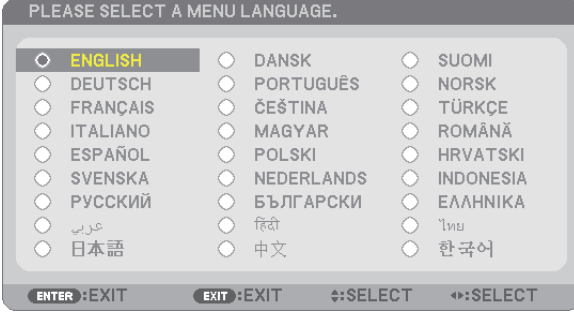 PLEASE SELECT A MENU LANGUAGE.
ENGLISH DANSK SUOMI
DEUTSCH PORTUGUÊS NORSK
FRANÇAIS ČEŠTINA TÜRKÇE
ITALIANO MAGYAR ROMÂNĂ
ESPAÑOL POLSKI HRVATSKI
SVENSKA NEDERLANDS INDONESIA
РУССКИЙ БЪЛГАРСКИ ΕΛΛΗΝΙΚΑ
عربي हिंदी ไทย
日本語 中文 한국어
ENTER :EXIT EXIT :EXIT :SELECT :SELECT